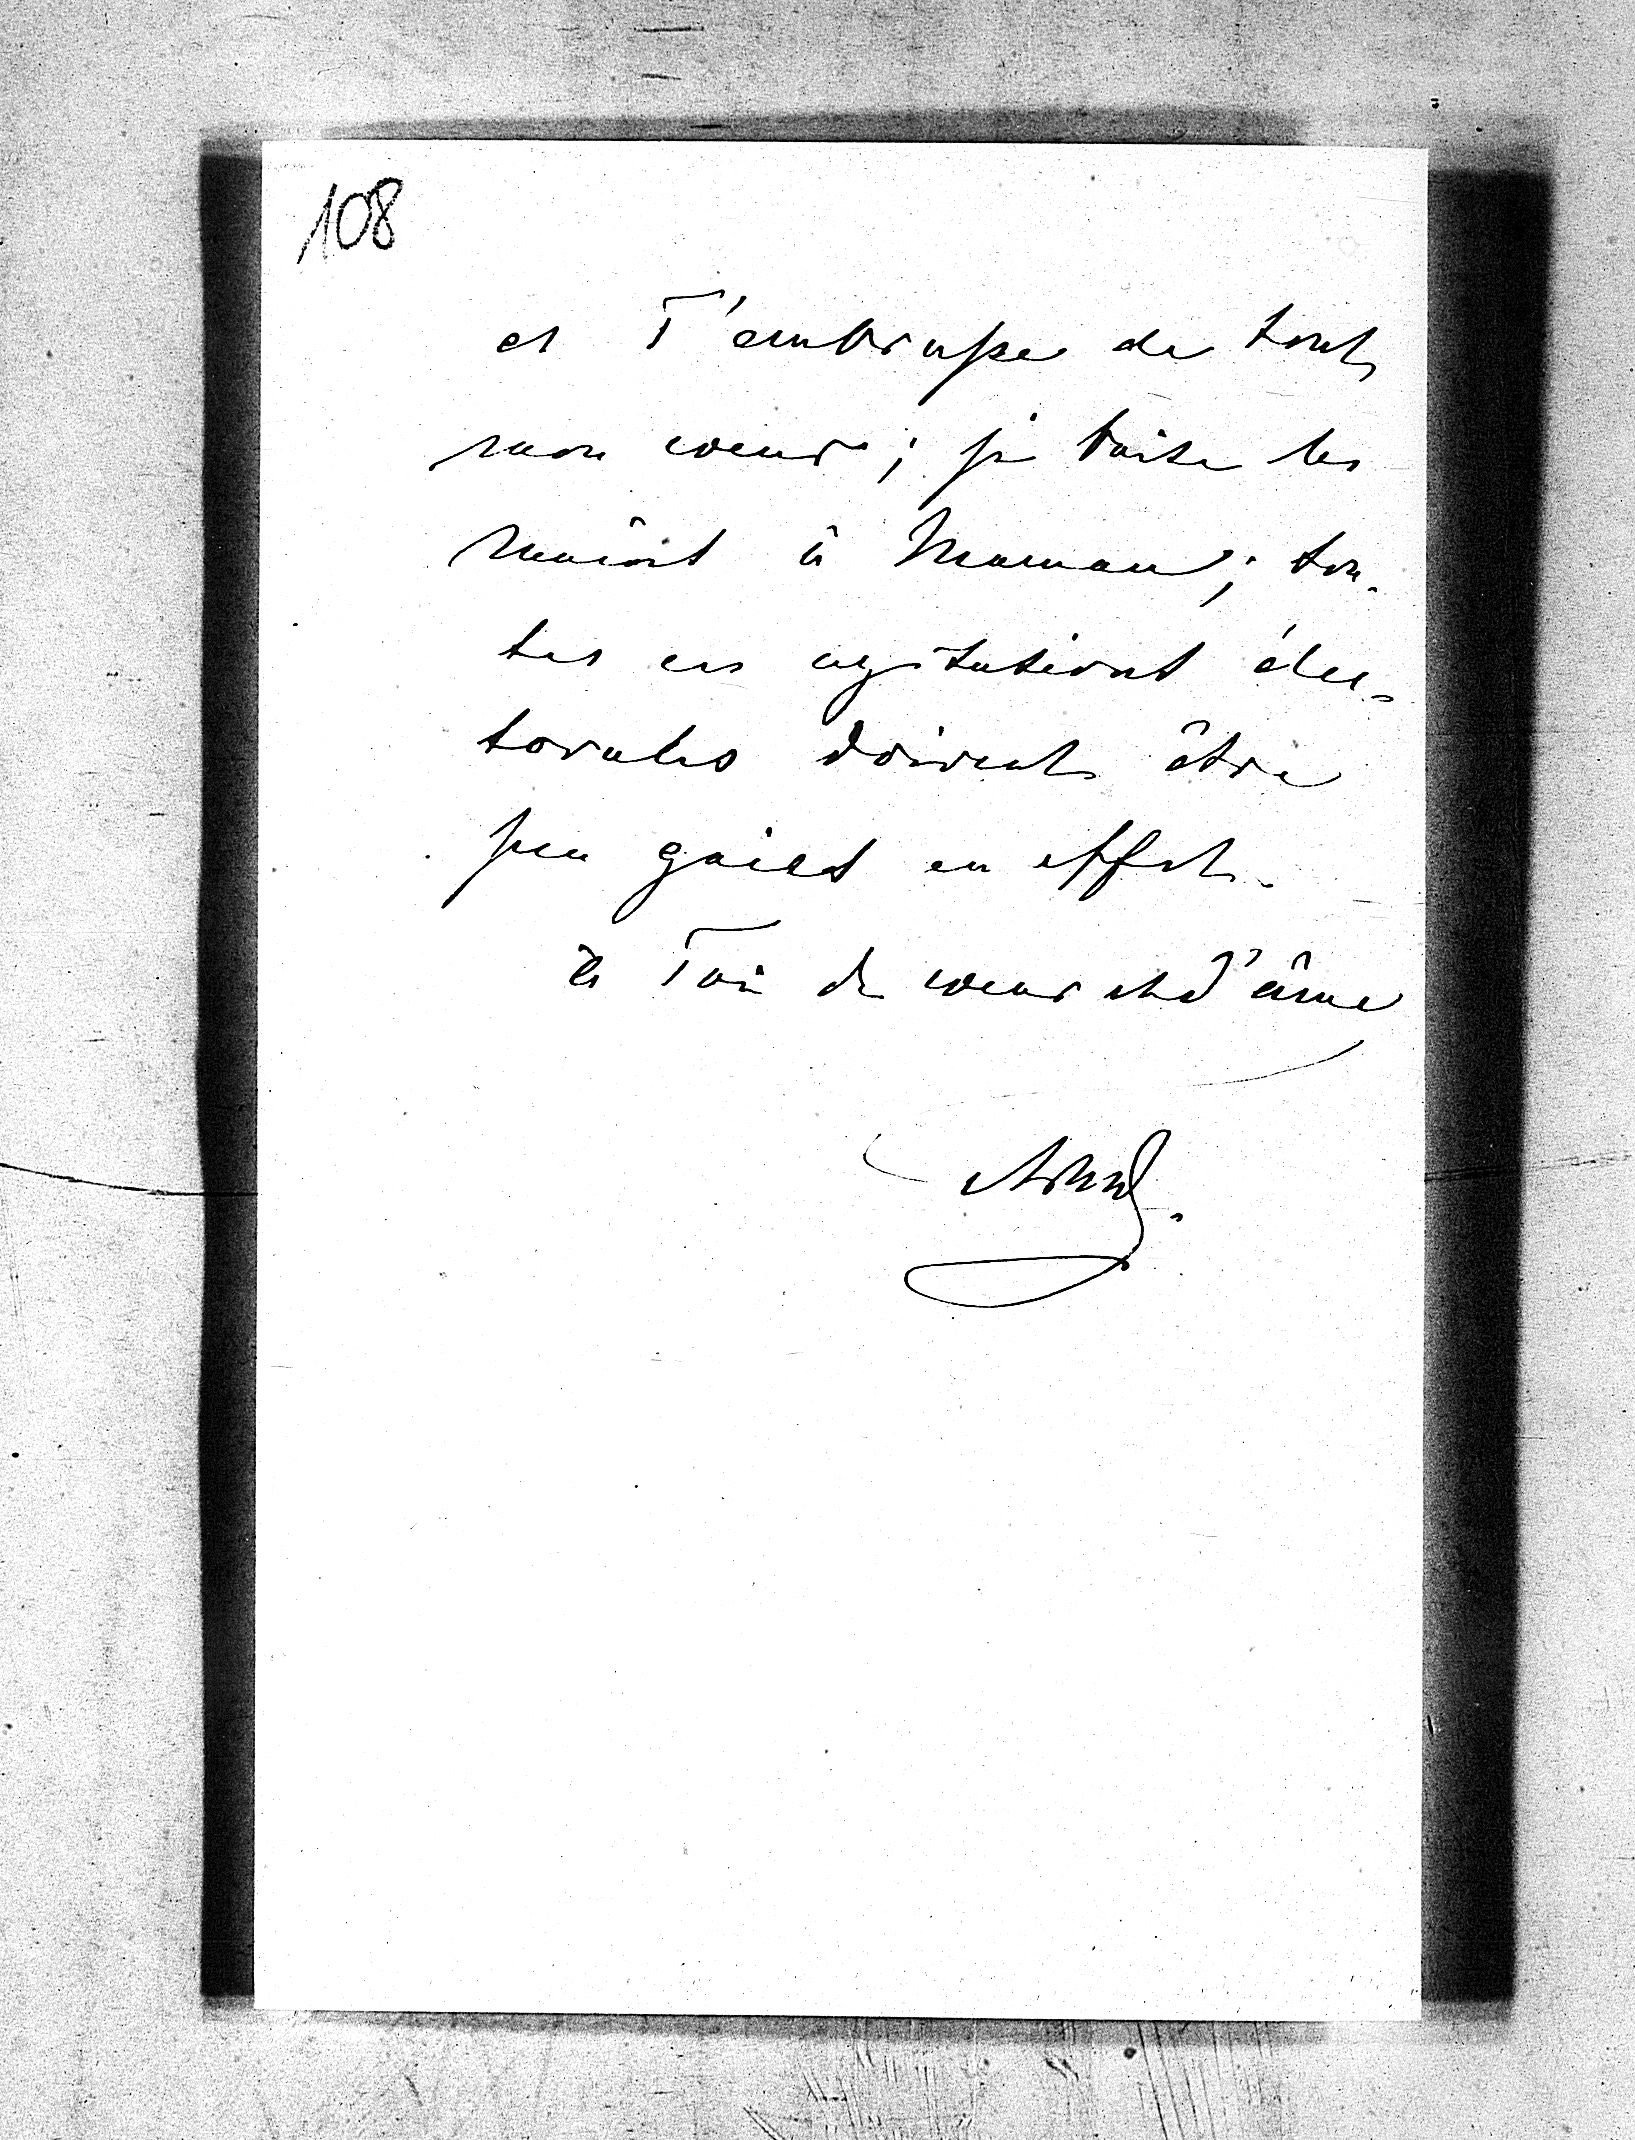 108
et T'embrasse de tout
mon coeur ; je baise les
mains à Maman ; tou-
tes ces agitations élec-
torales doivent être
peu gaies en effet.
à Toi de coeur et d'âme